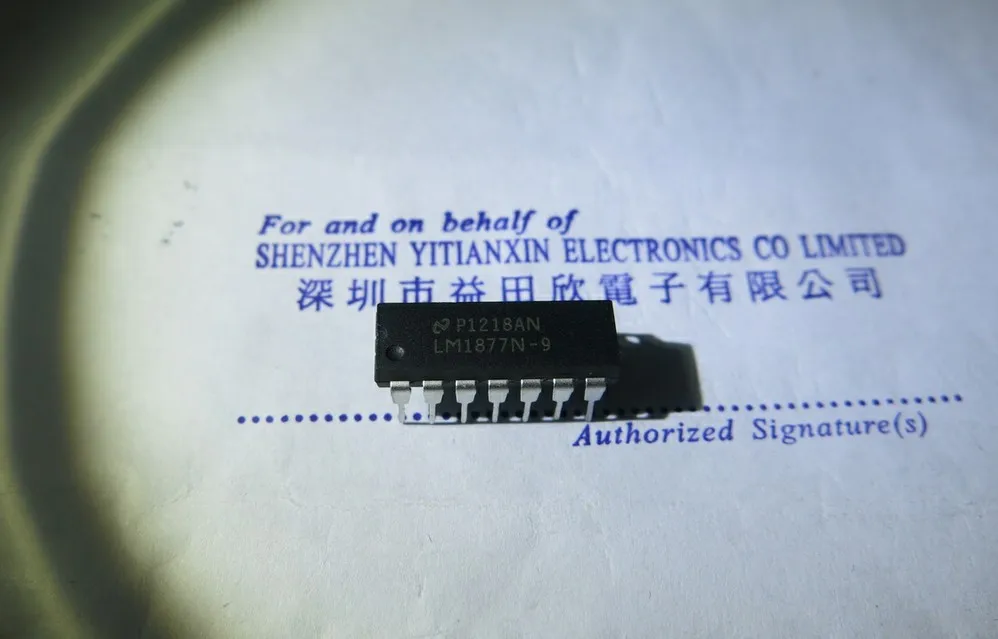 For and on behalf of
SHENZHEN YITIANXIN ELECTRONICS CO LIMITED
深圳市益田欣電子有限公司
P1218AN
LM1877N-9
Authorized Signature(s)